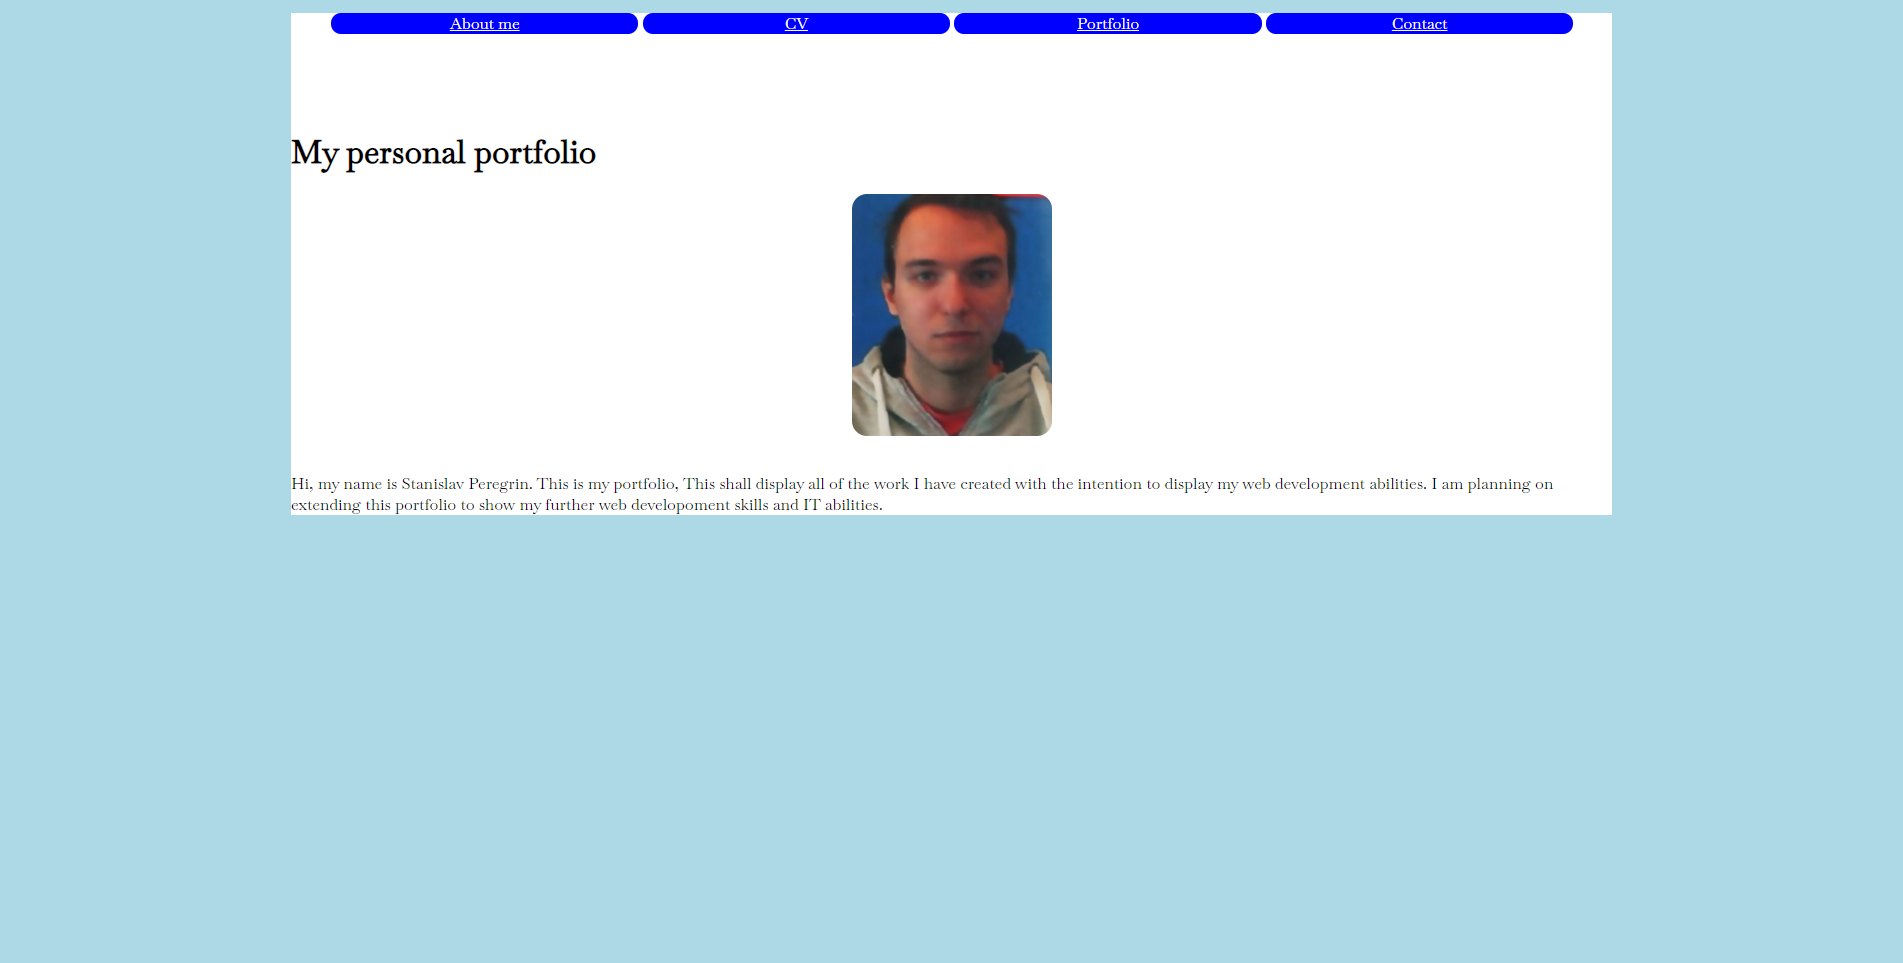 About me CV Portfolio Contact
My personal portfolio
Hi, my name is Stanislav Peregrin. This is my portfolio, This shall display all of the work I have created with the intention to display my web development abilities. I am planning on
extending this portfolio to show my further web developoment skills and IT abilities.